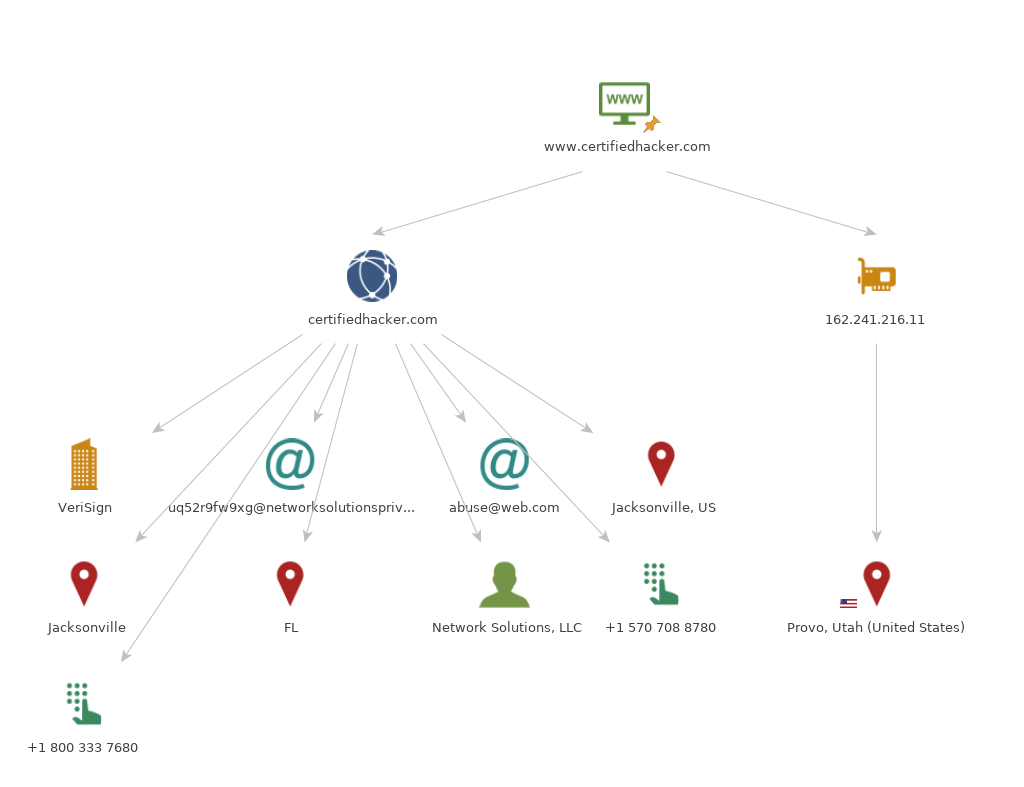 WWW
www.certifiedhacker.com
certifiedhacker.com
162.241.216.11
VeriSign
uq52r9fw9xg@networksolutionspriv...
abuse@web.com
Jacksonville, US
Jacksonville
FL
Network Solutions, LLC
+1 570 708 8780
Provo, Utah (United States)
+1 800 333 7680